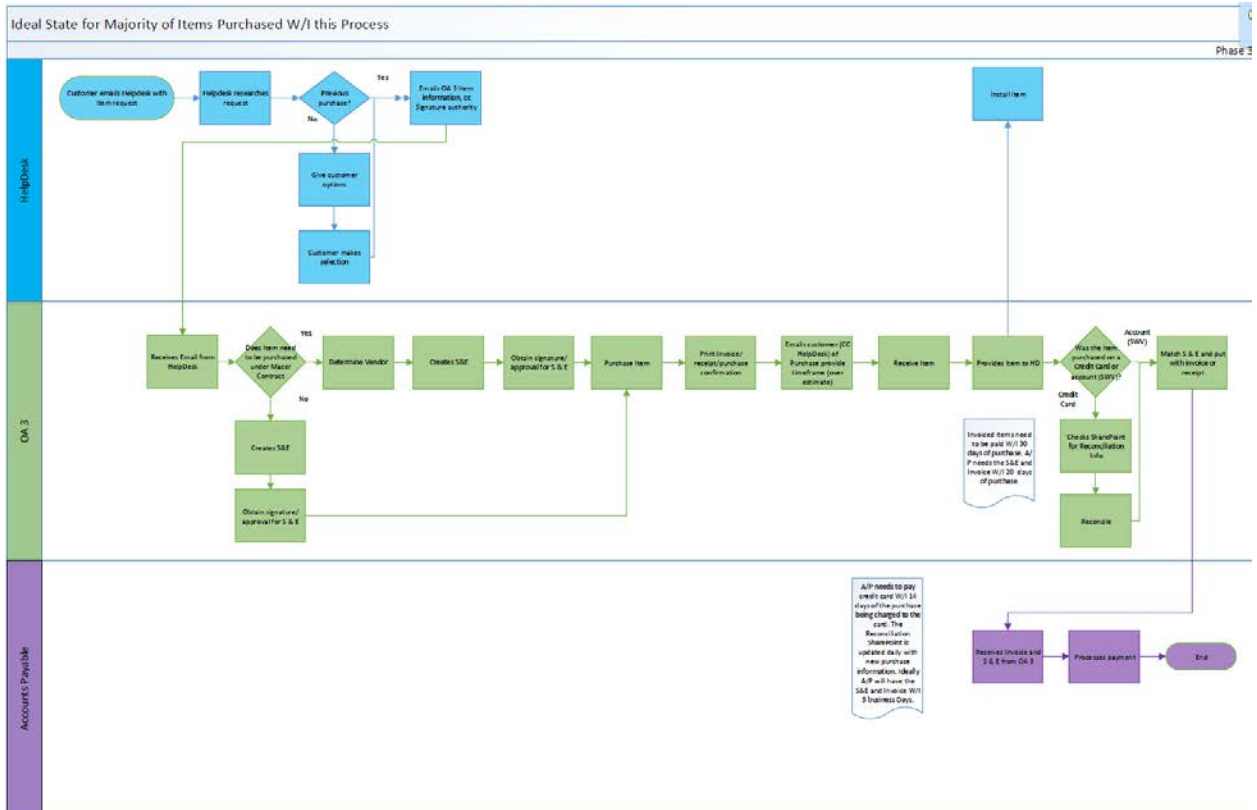 Ideal State for Majority of Items Purchased W/I this Process
Phase 3
HelpDesk
Customer emails Helpdesk with
Item request
Helpdesk researches
request
Previous
purchase?
Yes
No
Emails OA 3 Item
information, cc
Signature authority
Give customer
options
Customer makes
selection
Install Item
OA 3
Receives Email from
HelpDesk
Does item need
to be purchased
under Maser
Contract
Yes
No
Determine Vendor
Creates S&E
Obtain signature/
approval for S & E
Purchase Item
Print invoice/
receipt/purchase
confirmation
Emails customer (CC
HelpDesk) of
Purchase provide
timeframe (over
estimate)
Receive Item
Provides Item to HD
Was the item
purchased on a
credit card or
account (SWV)?
Account
(SWV)
Credit
Card
Match S & E and put
with invoice or
receipt
Creates S&E
Obtain signature/
approval for S & E
Invoiced items need
to be paid W/I 30
days of purchase. A/
P needs the S&E and
Invoice W/I 20 days
of purchase
Checks SharePoint
for Reconciliation
Info
Reconcile
Accounts Payable
A/P needs to pay
credit card W/I 14
days of the purchase
being charged to the
card. The
Reconciliation
SharePoint is
updated daily with
new purchase
information. Ideally
A/P will have the
S&E and Invoice W/I
5 business Days.
Receives Invoice and
S & E from OA 3
Processes payment
End